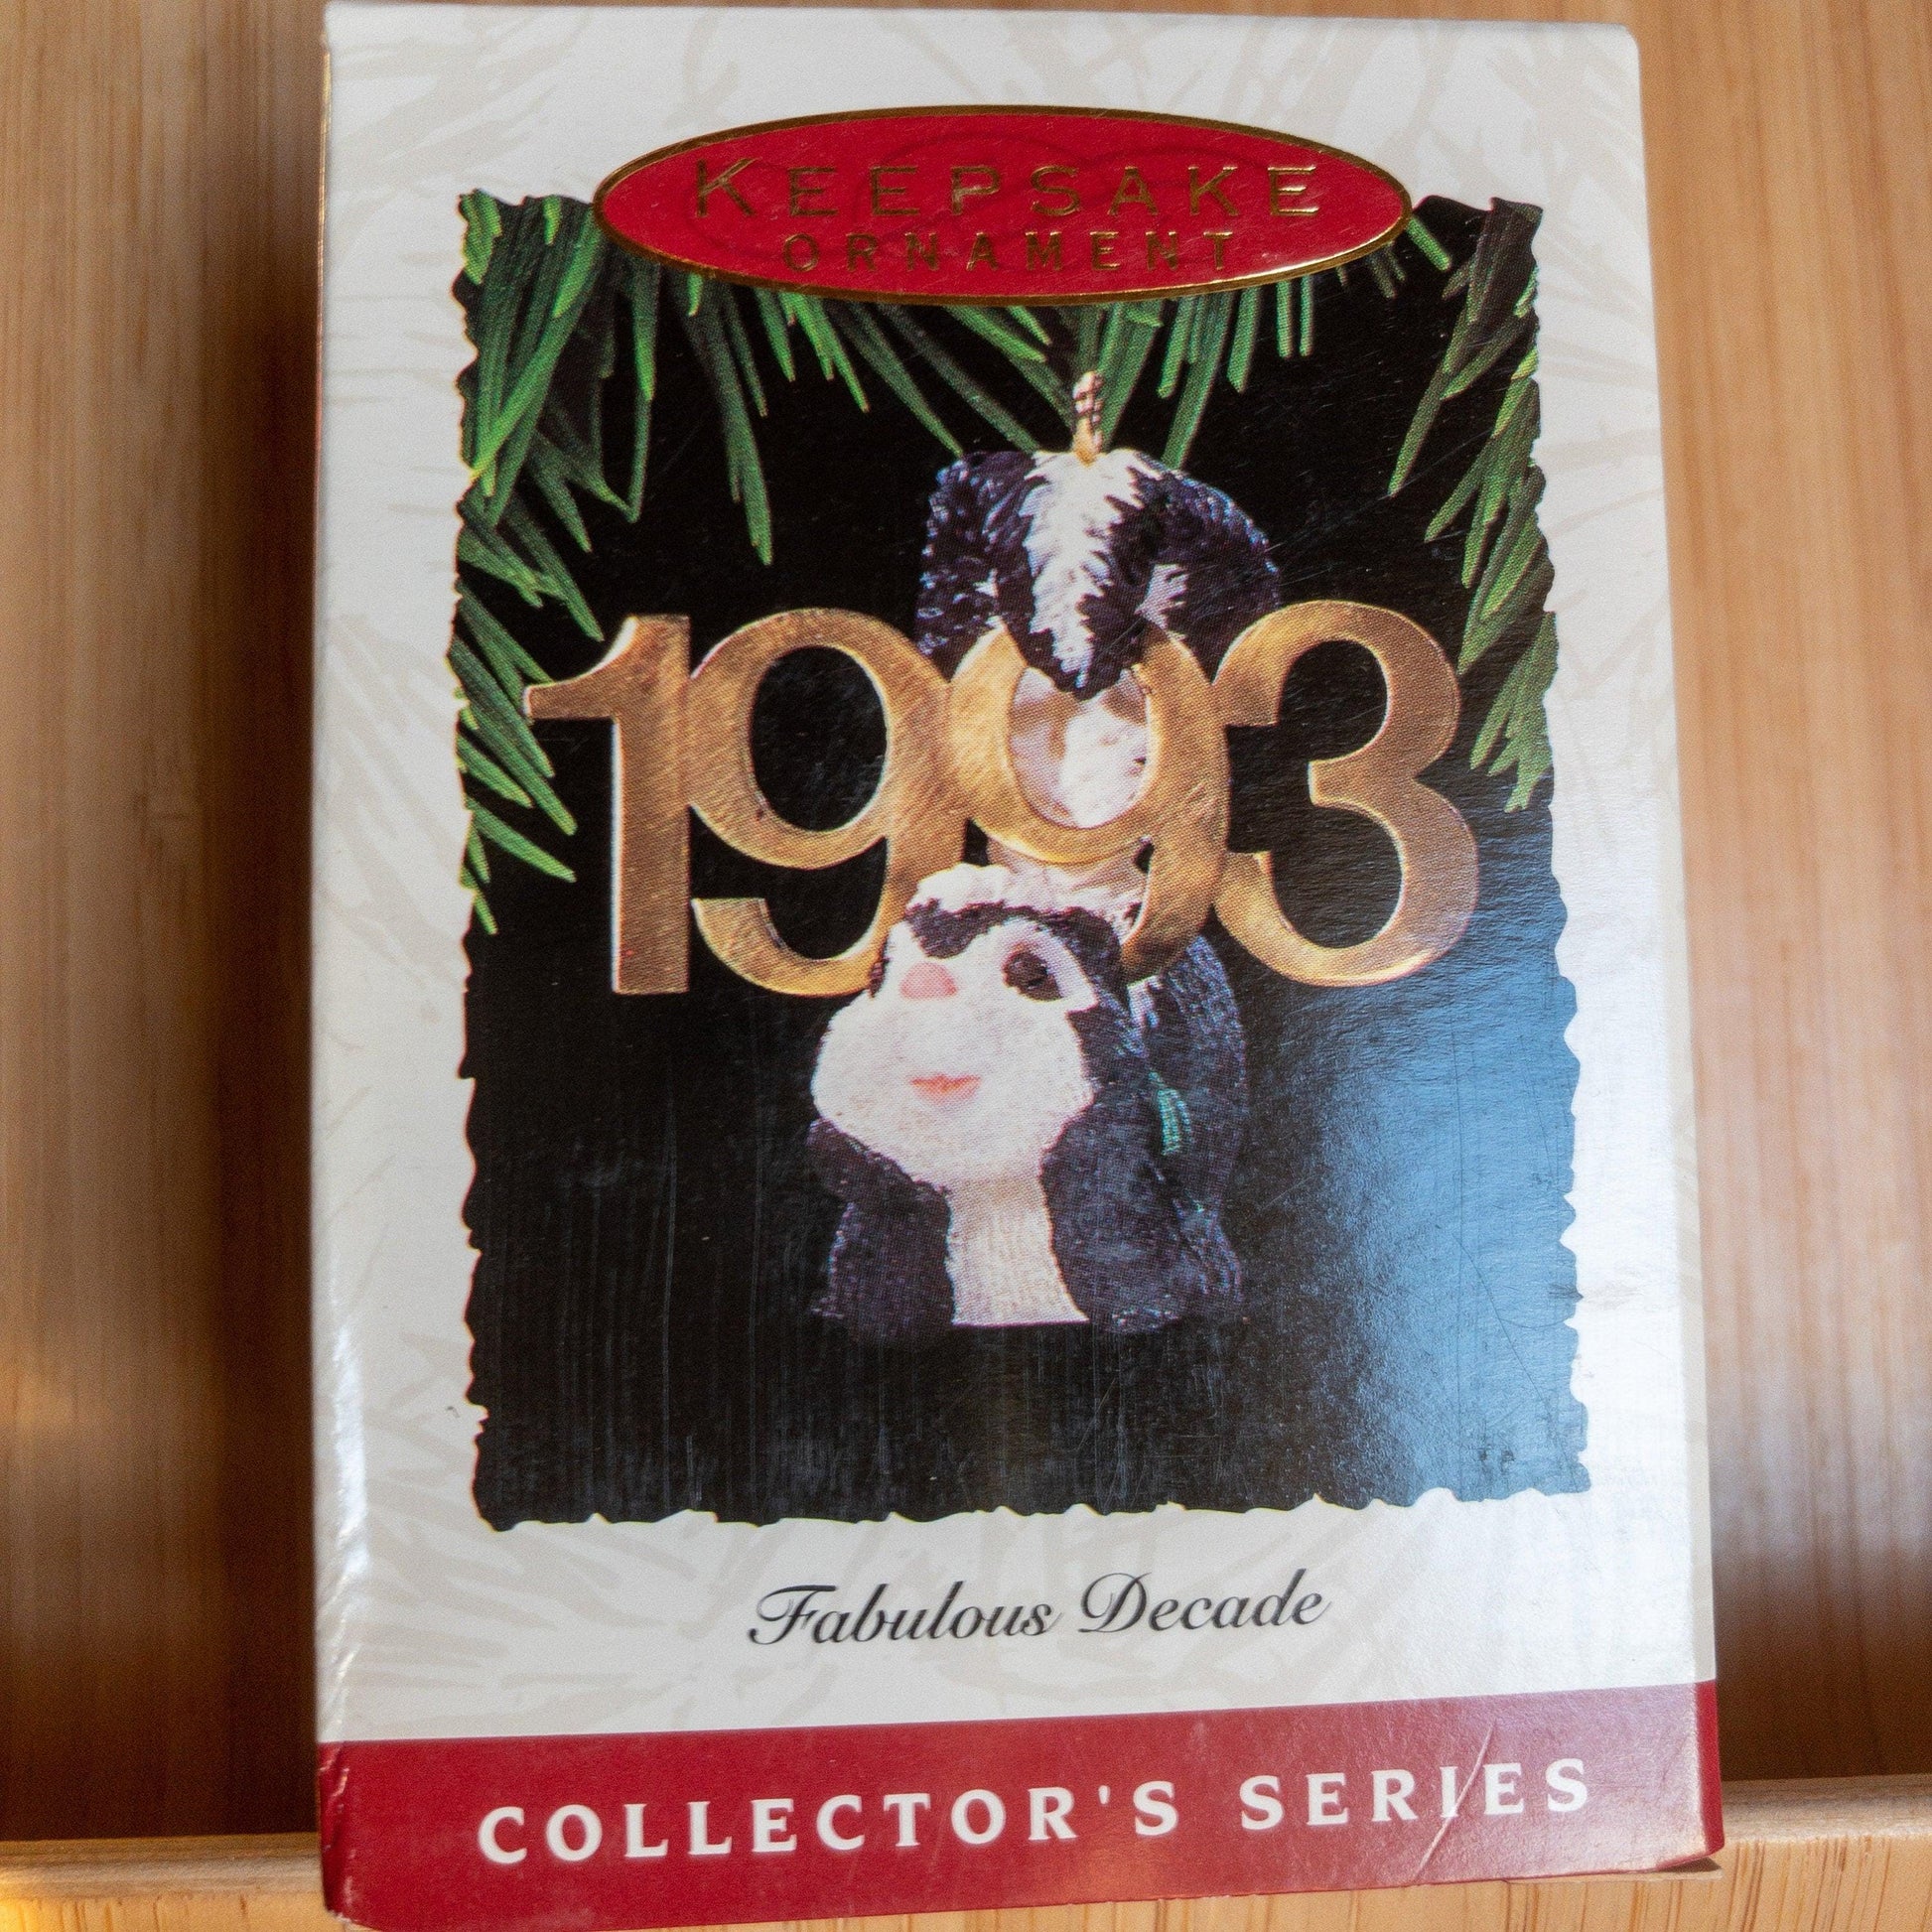 KEEPSAKE
ORNAMENT
1993
Fabulous Decade
COLLECTOR'S SERIES